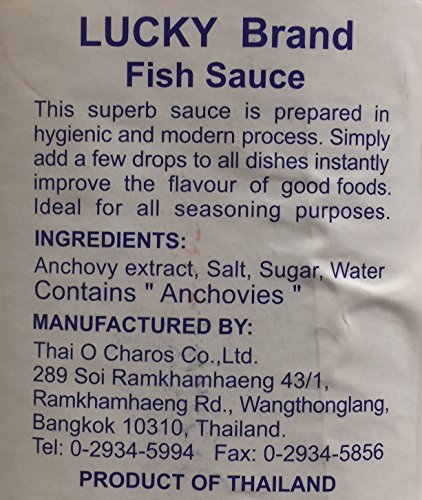 LUCKY Brand
Fish Sauce
This superb sauce is prepared in
hygienic and modern process. Simply
add a few drops to all dishes instantly
improve the flavour of good foods.
Ideal for all seasoning purposes.
INGREDIENTS:
Anchovy extract, Salt, Sugar, Water
Contains " Anchovies "
MANUFACTURED BY:
Thai O Charos Co.,Ltd.
289 Soi Ramkhamhaeng 43/1,
Ramkhamhaeng Rd., Wangthonglang,
Bangkok 10310, Thailand.
Tel: 0-2934-5994 Fax: 0-2934-5856
PRODUCT OF THAILAND